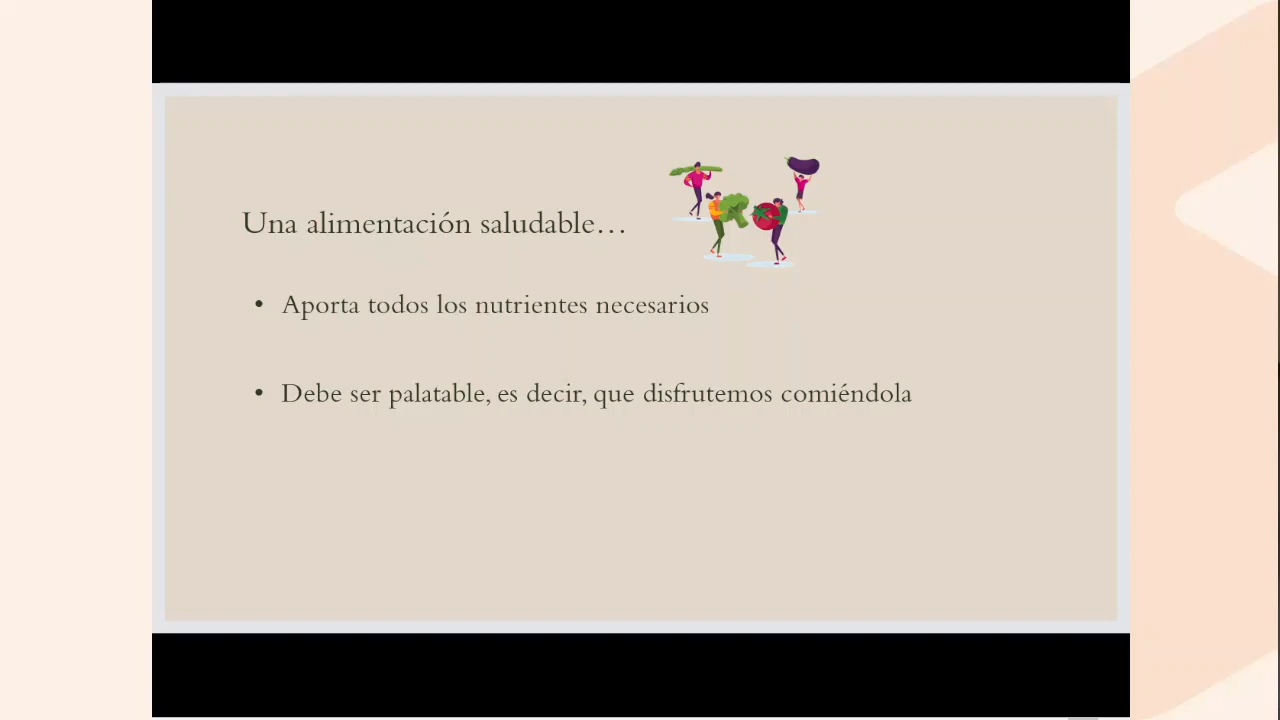 Una alimentación saludable…
• Aporta todos los nutrientes necesarios
• Debe ser palatable, es decir, que disfrutemos comiéndola